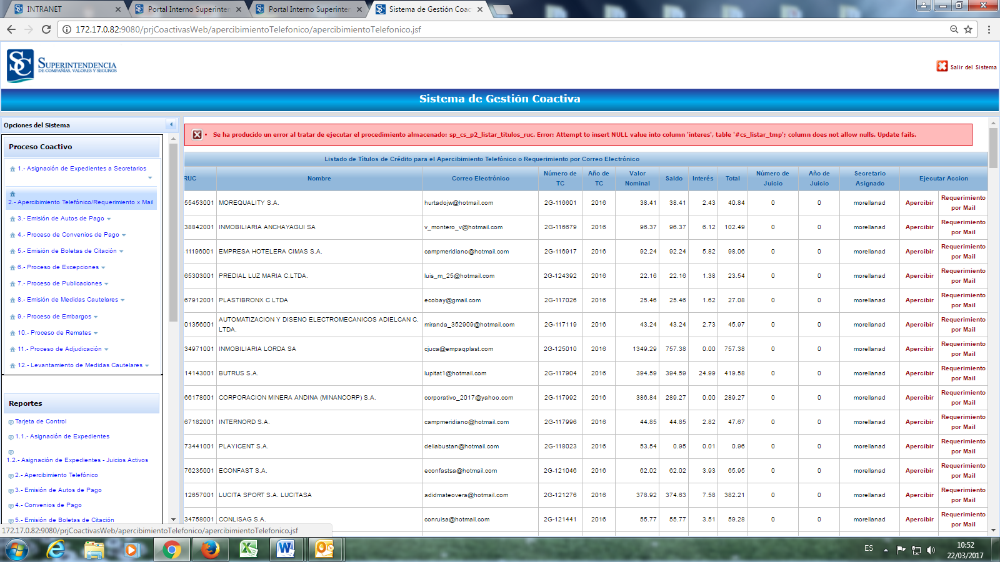 INTRANET
Portal Interno Superinten
Portal Interno Superinten
Sistema de Gestión Coac
172.17.0.82:9080/prjCoactivasWeb/apercibimientoTelefonico/apercibimientoTelefonico.jsf
SC SUPERINTENDENCIA
DE COMPAÑÍAS, VALORES Y SEGUROS
Salir del Sistema
Sistema de Gestión Coactiva
Opciones del Sistema
Proceso Coactivo
1.- Asignación de Expedientes a Secretarios
2.- Apercibimiento Telefónico/Requerimiento x Mail
3.- Emisión de Autos de Pago
4.- Proceso de Convenios de Pago
5.- Emisión de Boletas de Citación
6.- Proceso de Excepciones
7.- Proceso de Publicaciones
8.- Emisión de Medidas Cautelares
9.- Proceso de Embargos
10.- Proceso de Remates
11.- Proceso de Adjudicación
12.- Levantamiento de Medidas Cautelares
Reportes
Tarjeta de Control
1.1.- Asignación de Expedientes
1.2.- Asignación de Expedientes - Juicios Activos
2.- Apercibimiento Telefónico
3.- Emisión de Autos de Pago
4.- Convenios de Pago
5.- Emisión de Boletas de Citación
172.17.0.82:9080/prjCoactivasWeb/apercibimientoTelefonico/apercibimientoTelefonico.jsf
Se ha producido un error al tratar de ejecutar el procedimiento almacenado: sp_cs_p2_listar_titulos_ruc. Error: Attempt to insert NULL value into column 'interes', table '#cs_listar_tmp'; column does not allow nulls. Update fails.
Listado de Títulos de Crédito para el Apercibimiento Telefónico o Requerimiento por Correo Electrónico
RUC Nombre Correo Electrónico Número de TC Año de TC Valor Nominal Saldo Interés Total Número de Juicio Año de Juicio Secretario Asignado Ejecutar Accion
55453001 MOREQUALITY S.A. hurtadojw@hotmail.com 2G-116601 2016 38.41 38.41 2.43 40.84 0 0 morellanad Apercibir Requerimiento por Mail
38842001 INMOBILIARIA ANCHAYAGUI SA v_montero_v@hotmail.com 2G-116679 2016 96.37 96.37 6.12 102.49 0 0 morellanad Apercibir Requerimiento por Mail
11196001 EMPRESA HOTELERA CIMAS S.A. campmeridiano@hotmail.com 2G-116917 2016 92.24 92.24 5.82 98.06 0 0 morellanad Apercibir Requerimiento por Mail
65303001 PREDIAL LUZ MARIA C.LTDA. luis_m_25@hotmail.com 2G-124392 2016 22.16 22.16 1.38 23.54 0 0 morellanad Apercibir Requerimiento por Mail
67912001 PLASTIBRONX C LTDA ecobay@gmail.com 2G-117026 2016 25.46 25.46 1.62 27.08 0 0 morellanad Apercibir Requerimiento por Mail
01356001 AUTOMATIZACION Y DISENO ELECTROMECANICOS ADIELCAN C. LTDA. miranda_352909@hotmail.com 2G-117119 2016 43.24 43.24 2.73 45.97 0 0 morellanad Apercibir Requerimiento por Mail
34971001 INMOBILIARIA LORDA SA cjuca@empaqplast.com 2G-125010 2016 1349.29 757.38 0.00 757.38 0 0 morellanad Apercibir Requerimiento por Mail
14143001 BUTRUS S.A. lupitat1@hotmail.com 2G-117904 2016 394.59 394.59 24.99 419.58 0 0 morellanad Apercibir Requerimiento por Mail
66178001 CORPORACION MINERA ANDINA (MINANCORP) S.A. corporativo_2017@yahoo.com 2G-117992 2016 386.84 289.27 0.00 289.27 0 0 morellanad Apercibir Requerimiento por Mail
67182001 INTERNORD S.A. campmeridiano@hotmail.com 2G-117996 2016 44.85 44.85 2.82 47.67 0 0 morellanad Apercibir Requerimiento por Mail
73441001 PLAYICENT S.A. deliabustan@hotmail.com 2G-118023 2016 53.54 0.95 0.01 0.96 0 0 morellanad Apercibir Requerimiento por Mail
76235001 ECONFAST S.A. econfastsa@hotmail.com 2G-121046 2016 62.02 62.02 3.93 65.95 0 0 morellanad Apercibir Requerimiento por Mail
12657001 LUCITA SPORT S.A. LUCITASA adidmateovera@hotmail.com 2G-121276 2016 378.92 374.63 7.58 382.21 0 0 morellanad Apercibir Requerimiento por Mail
34758001 CONLISAG S.A. conruisa@hotmail.com 2G-121441 2016 55.77 55.77 3.51 59.28 0 0 morellanad Apercibir Requerimiento por Mail
ES
10:52
22/03/2017